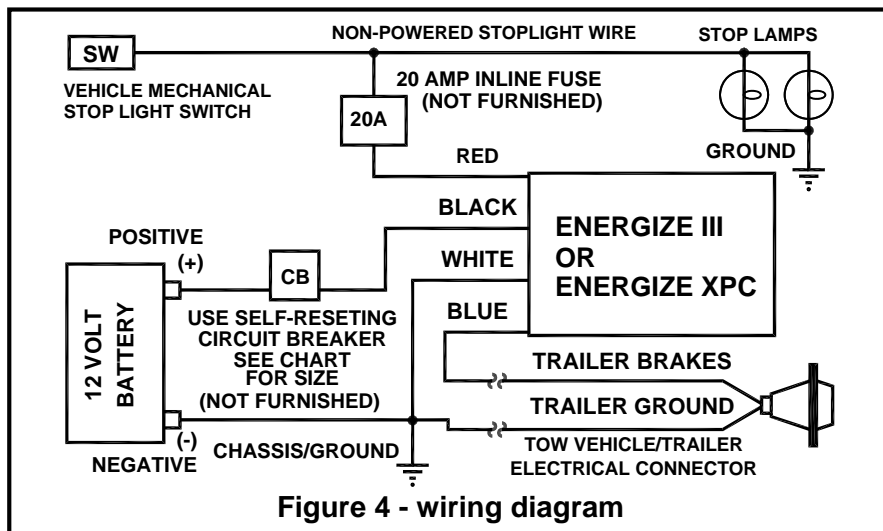 NON-POWERED STOPLIGHT WIRE
STOP LAMPS
SW
VEHICLE MECHANICAL
STOP LIGHT SWITCH
20 AMP INLINE FUSE
(NOT FURNISHED)
20A
GROUND
RED
BLACK
WHITE
BLUE
ENERGIZE III
OR
ENERGIZE XPC
POSITIVE
(+)
CB
12 VOLT
BATTERY
USE SELF-RESETING
CIRCUIT BREAKER
SEE CHART
FOR SIZE
(NOT FURNISHED)
TRAILER BRAKES
TRAILER GROUND
(-)
NEGATIVE
CHASSIS/GROUND
TOW VEHICLE/TRAILER
ELECTRICAL CONNECTOR
Figure 4 - wiring diagram